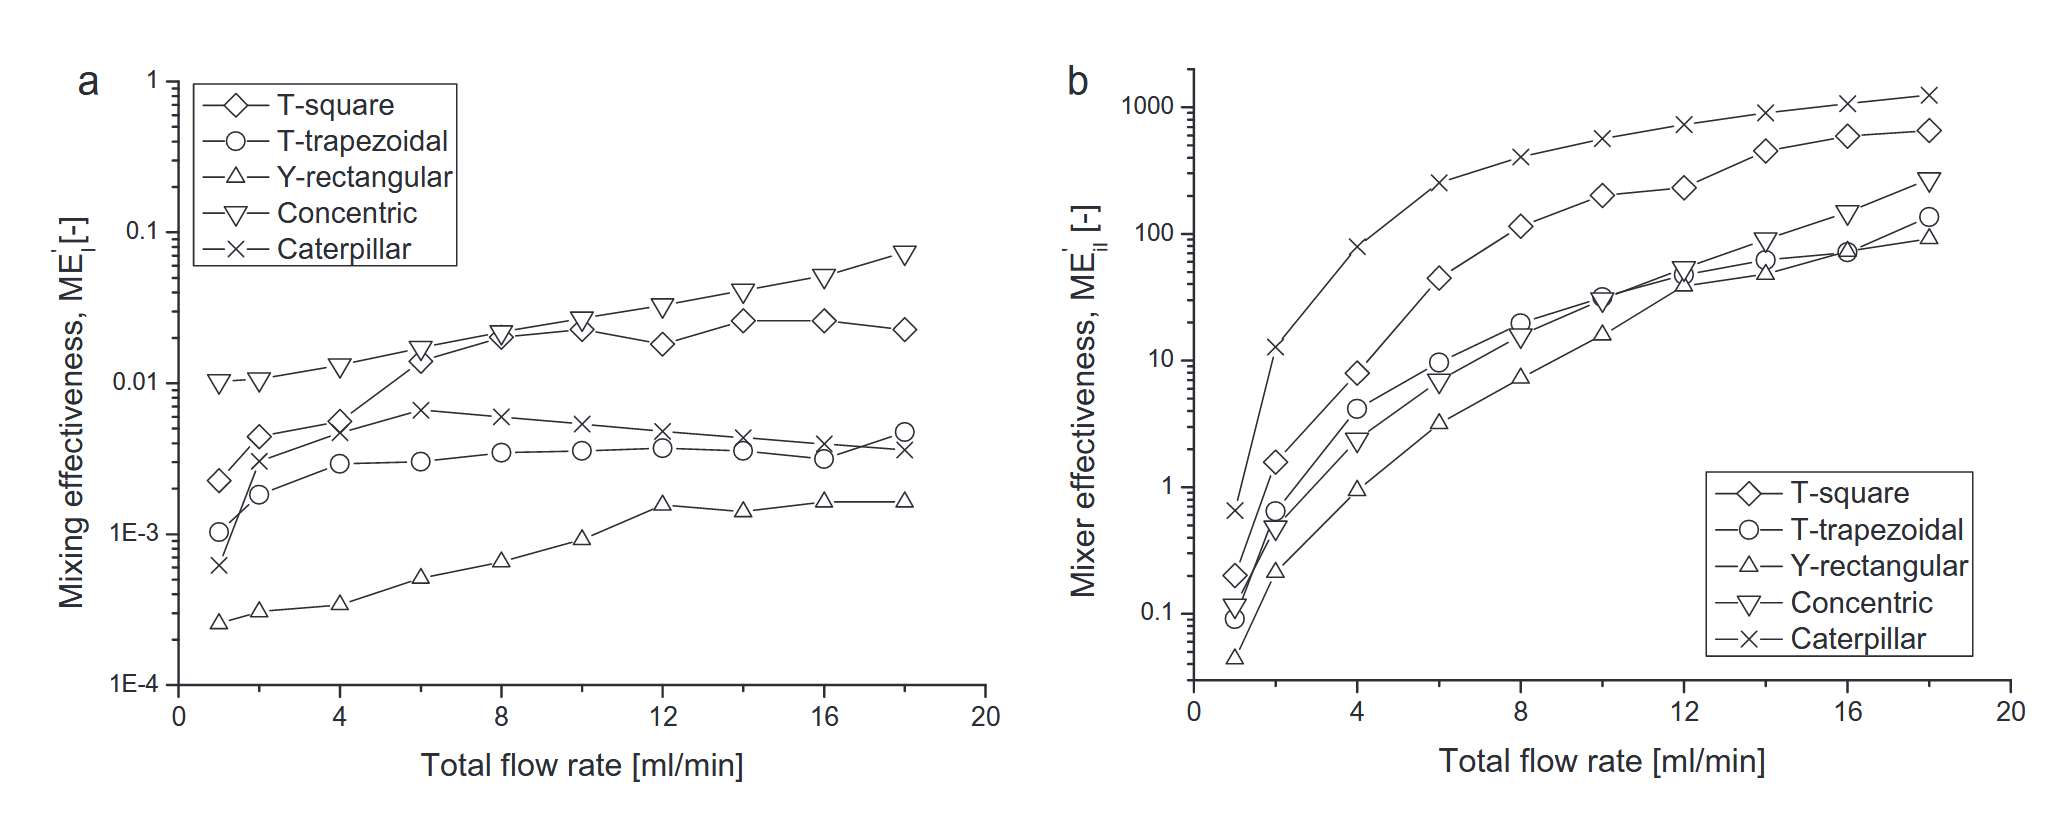 a
1
0.1
0.01
1E-3
1E-4
Mixing effectiveness, ME'I[-]
T-square
T-trapezoidal
Y-rectangular
Concentric
Caterpillar
0 4 8 12 16 20
Total flow rate [ml/min]
b
1000
100
10
1
0.1
Mixer effectiveness, ME'il [-]
T-square
T-trapezoidal
Y-rectangular
Concentric
Caterpillar
0 4 8 12 16 20
Total flow rate [ml/min]